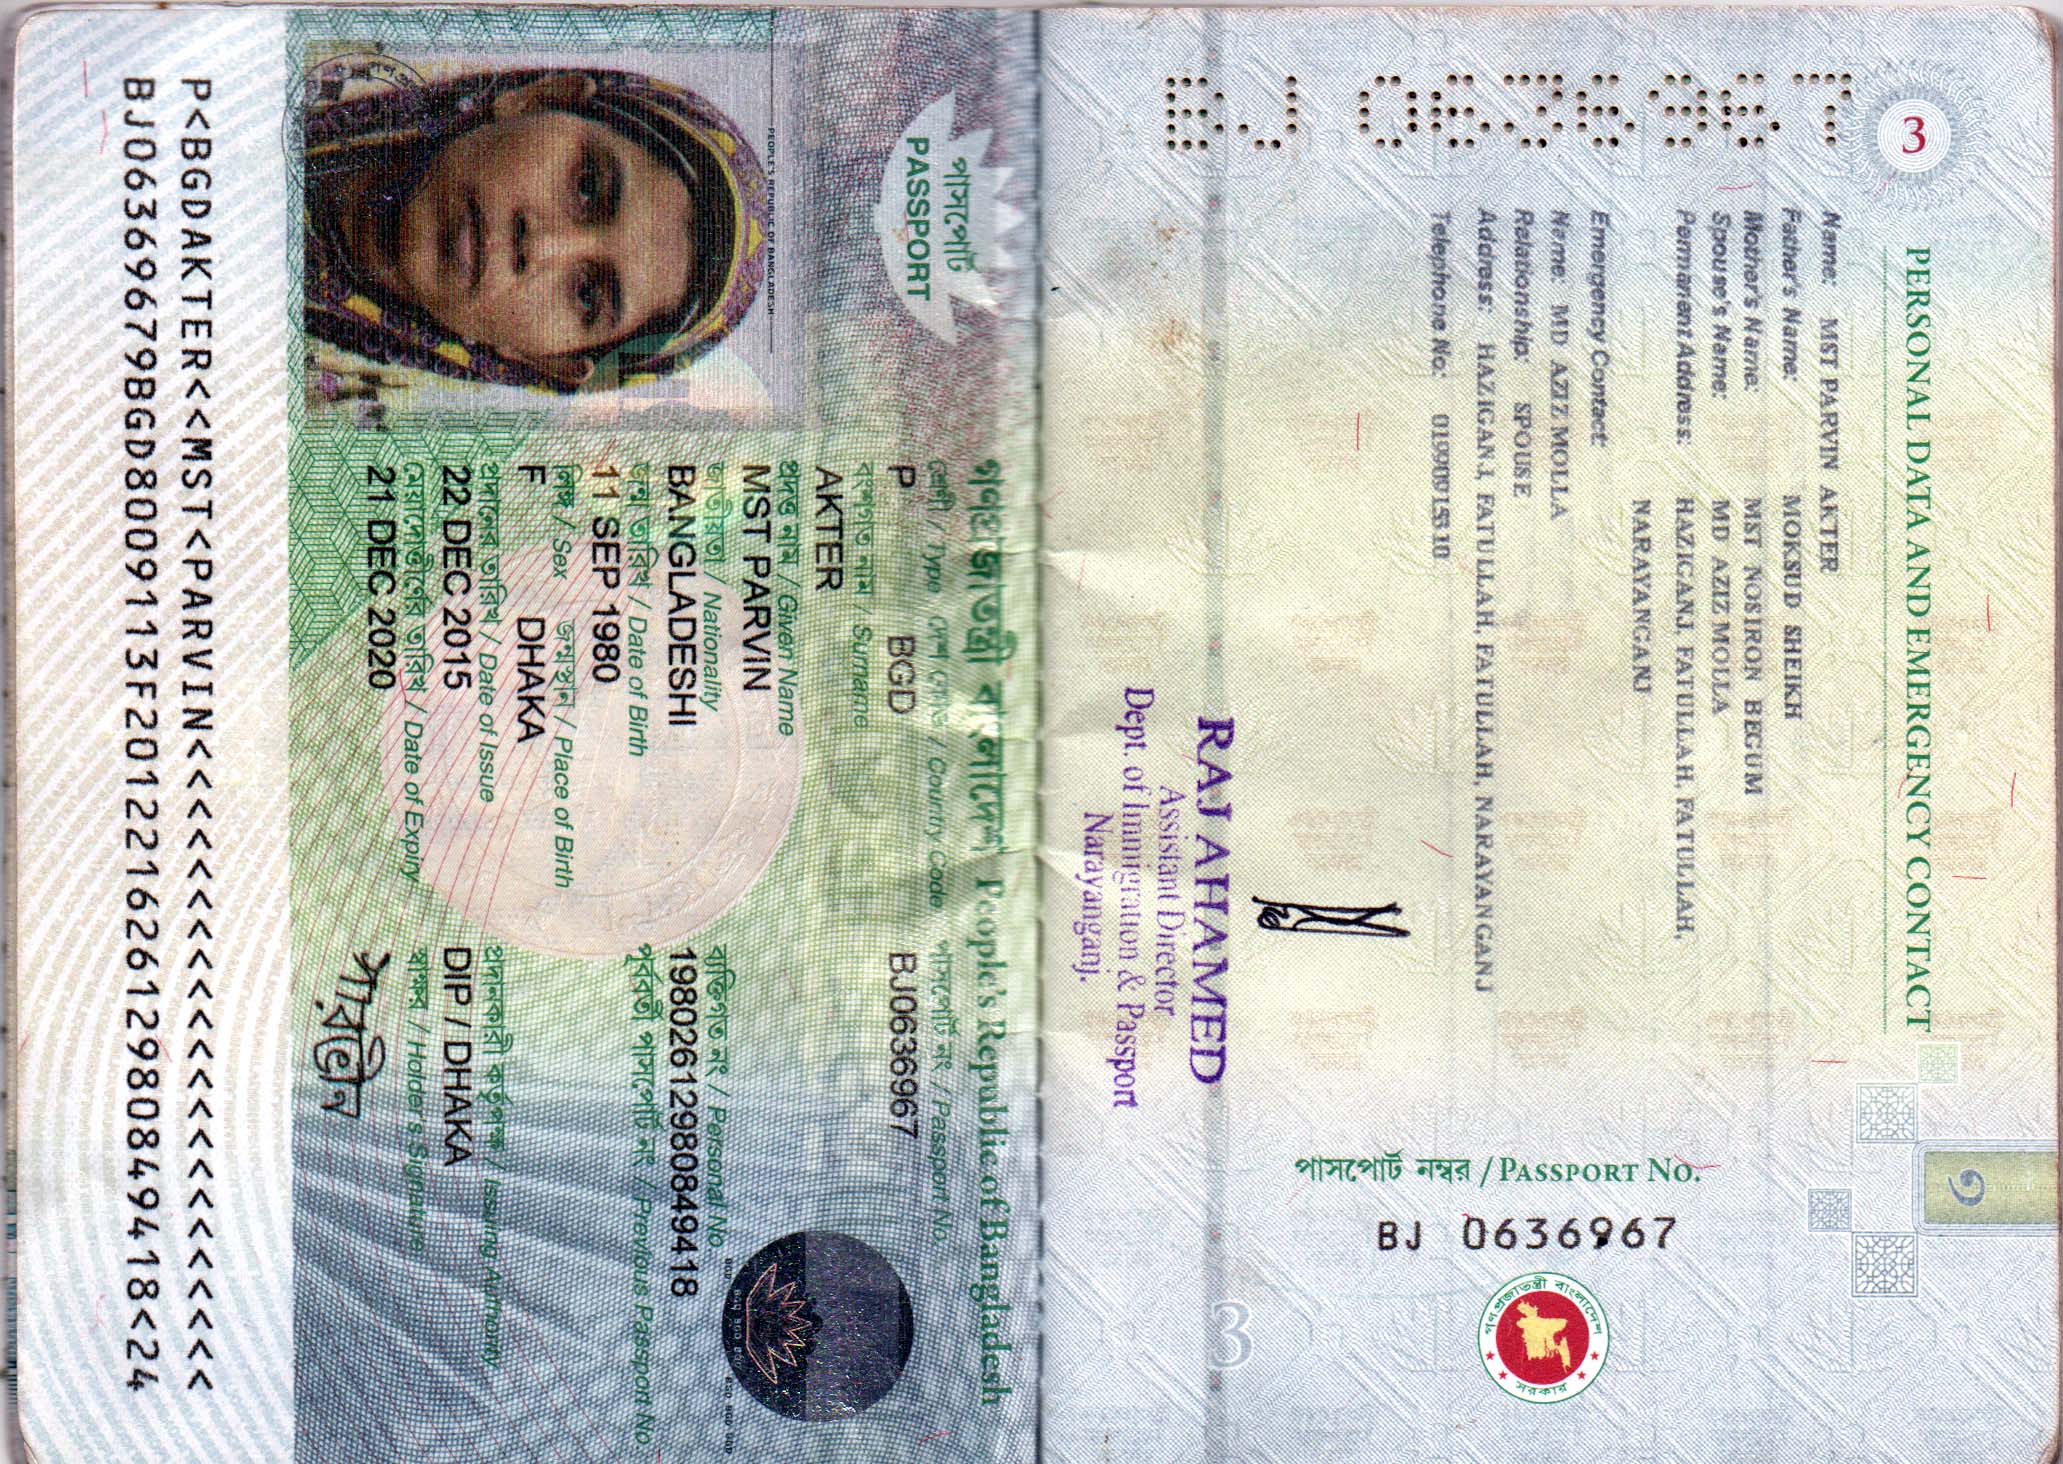 3
PERSONAL DATA AND EMERGENCY CONTACT
৩
Name: MST PARVIN AKTER
Father's Name: MOKSUD SHEIKH
Mother's Name: MST NOSIRON BEGUM
Spouse's Name: MD AZIZ MOLLA
Permanent Address: HAZIGANJ, FATULLAH, FATULLAH,
NARAYANGANJ
Emergency Contact:
Name: MD AZIZ MOLLA
Relationship: SPOUSE
Address: HAZIGANJ, FATULLAH, FATULLAH, NARAYANGANJ
Telephone No:
BJ 0636967
পাসপোর্ট নম্বর / PASSPORT NO.
BJ 0636967
গণপ্রজাতন্ত্রী বাংলাদেশ
সরকার
RAJ AHAMED
Assistant Director
Dept. of Immigration & Passport
Narayanganj.
3
গণপ্রজাতন্ত্রী বাংলাদেশ People's Republic of Bangladesh
পাসপোর্ট
PASSPORT
শ্রেণী / Type দেশ কোড / Country Code পাসপোর্ট নং / Passport No.
P BGD BJ0636967
বংশগত নাম / Surname
AKTER
প্রদত্ত নাম / Given Name
MST PARVIN
জাতীয়তা / Nationality ব্যক্তিগত নং / Personal No.
BANGLADESHI 19802612980849418
জন্ম তারিখ / Date of Birth পূর্ববর্তী পাসপোর্ট নং / Previous Passport No
11 SEP 1980
লিঙ্গ / Sex জন্মস্থান / Place of Birth
F DHAKA
প্রদানের তারিখ / Date of Issue প্রদানকারী কর্তৃপক্ষ / Issuing Authority
22 DEC 2015 DIP / DHAKA
মেয়াদোত্তীর্ণের তারিখ / Date of Expiry স্বাক্ষর / Holder's Signature
21 DEC 2020
PEOPLE'S REPUBLIC OF BANGLADESH
P<BGDAKTER<<MST<PARVIN<<<<<<<<<<<<<<<<<<<<<<
BJ06369679BGD8009113F20122162612980849418<24